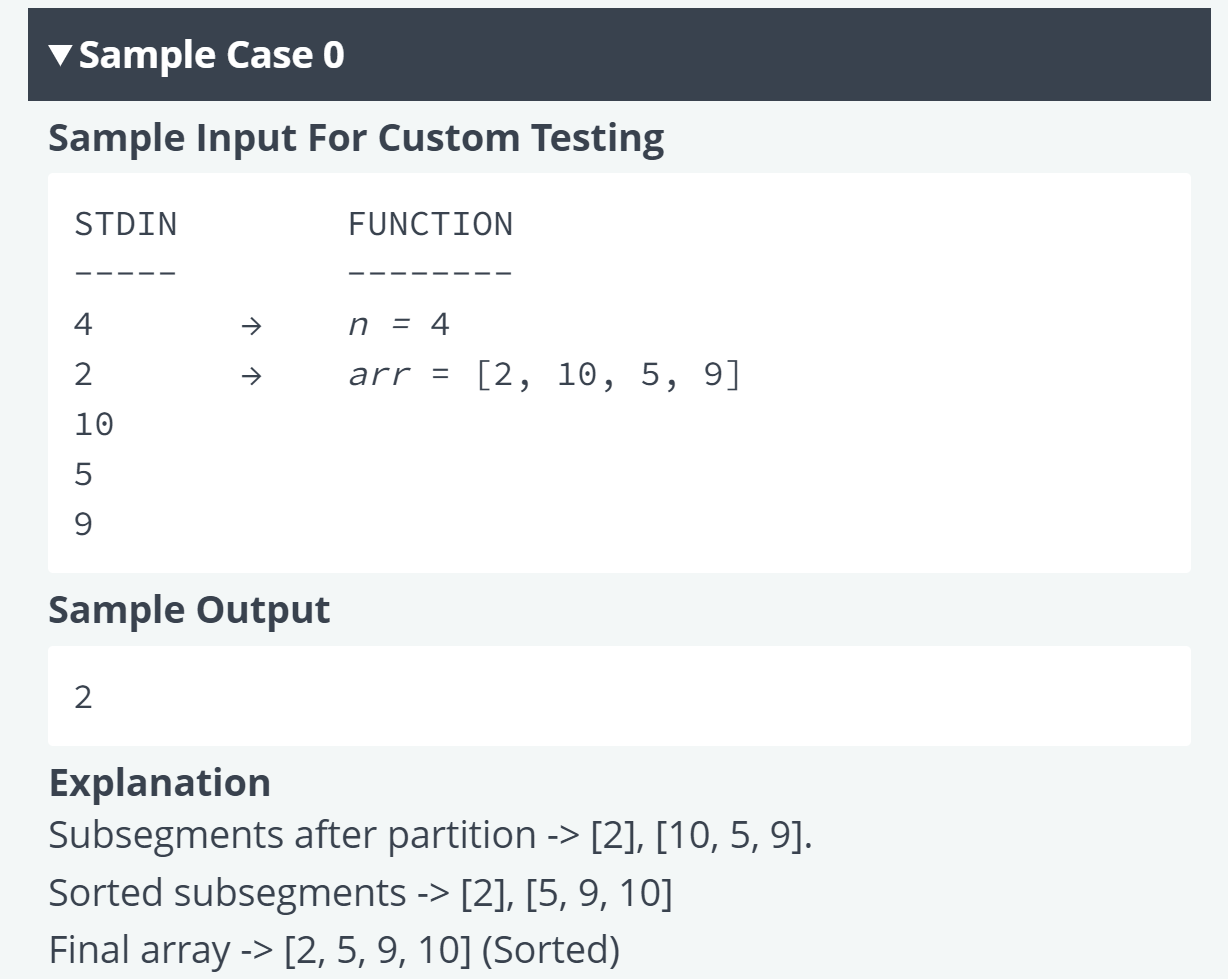 ▼Sample Case 0
Sample Input For Custom Testing
STDIN FUNCTION
----- --------
4 → n = 4
2 → arr = [2, 10, 5, 9]
10
5
9
Sample Output
2
Explanation
Subsegments after partition -> [2], [10, 5, 9].
Sorted subsegments -> [2], [5, 9, 10]
Final array -> [2, 5, 9, 10] (Sorted)